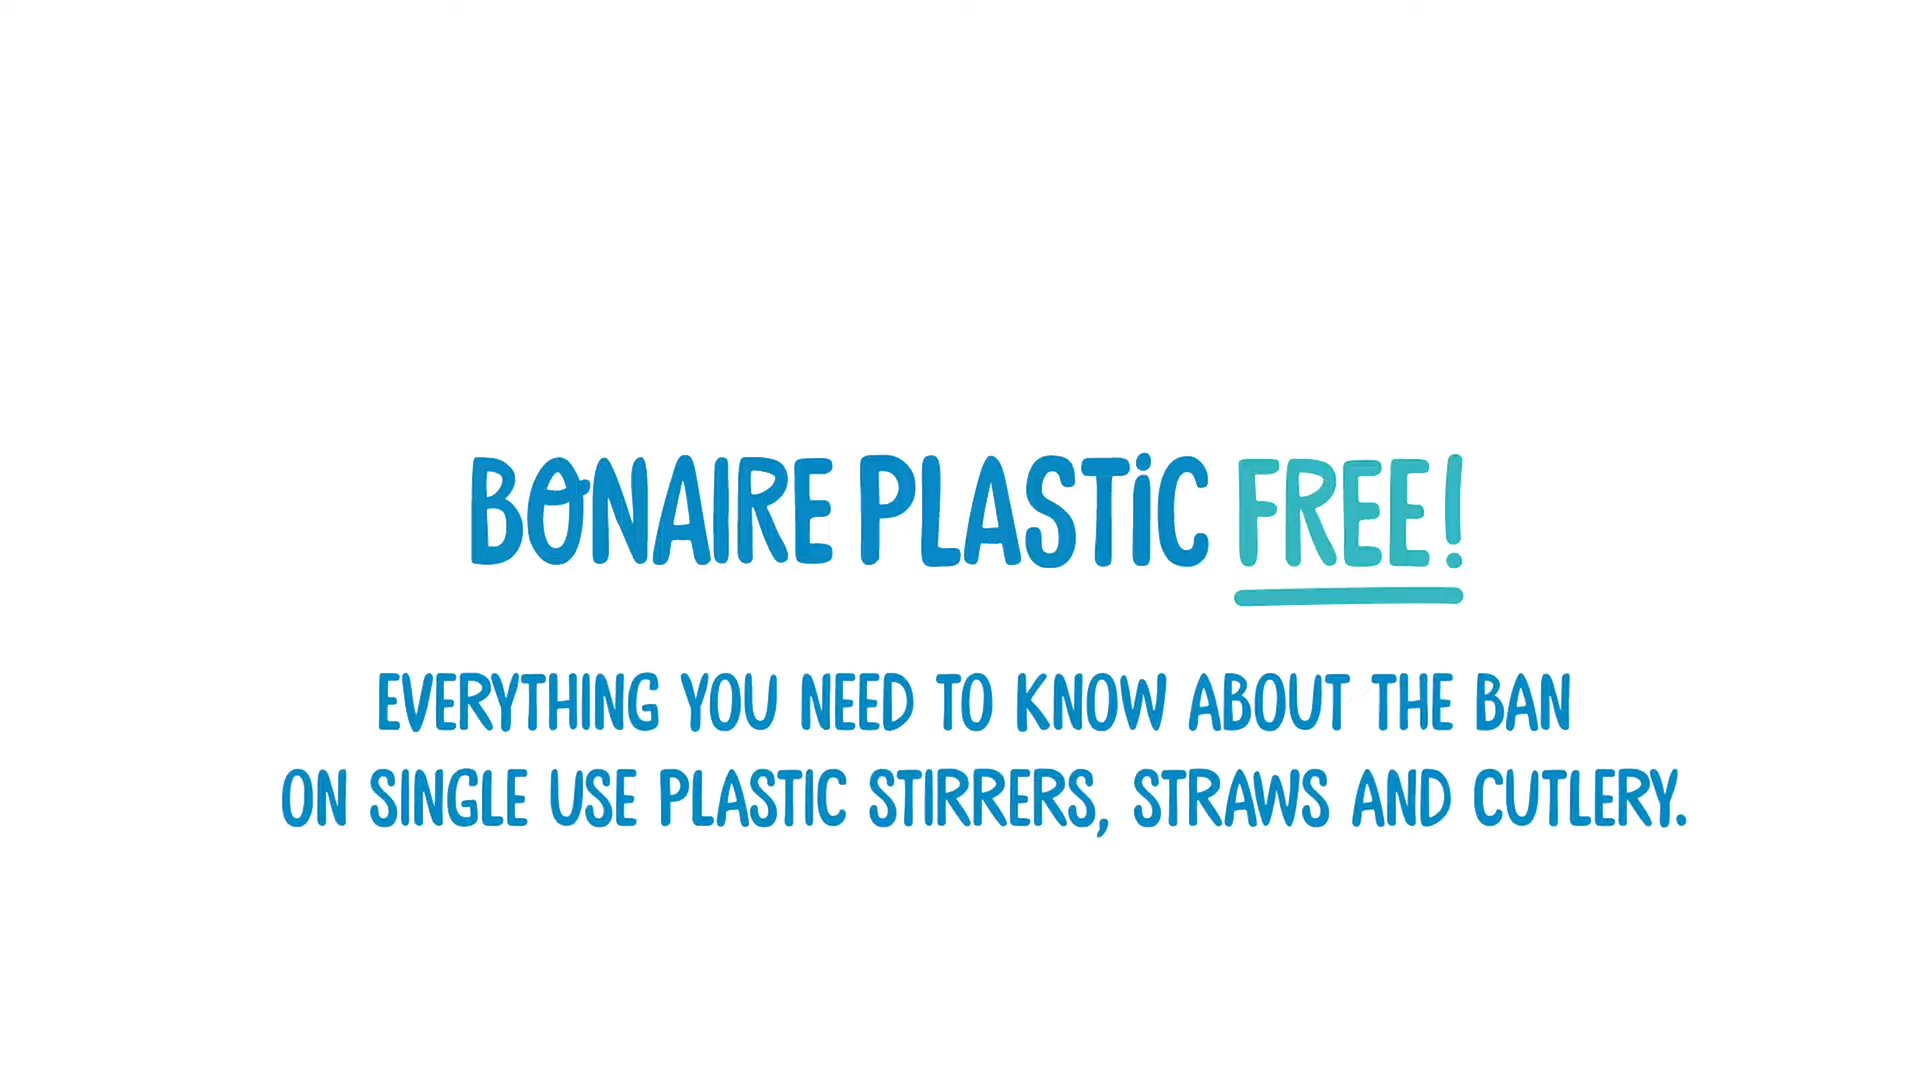 BONAIRE PLASTiC FREE!
EVERYTHING YOU NEED TO KNOW ABOUT THE BAN
ON SINGLE USE PLASTIC STIRRERS, STRAWS AND CUTLERY.